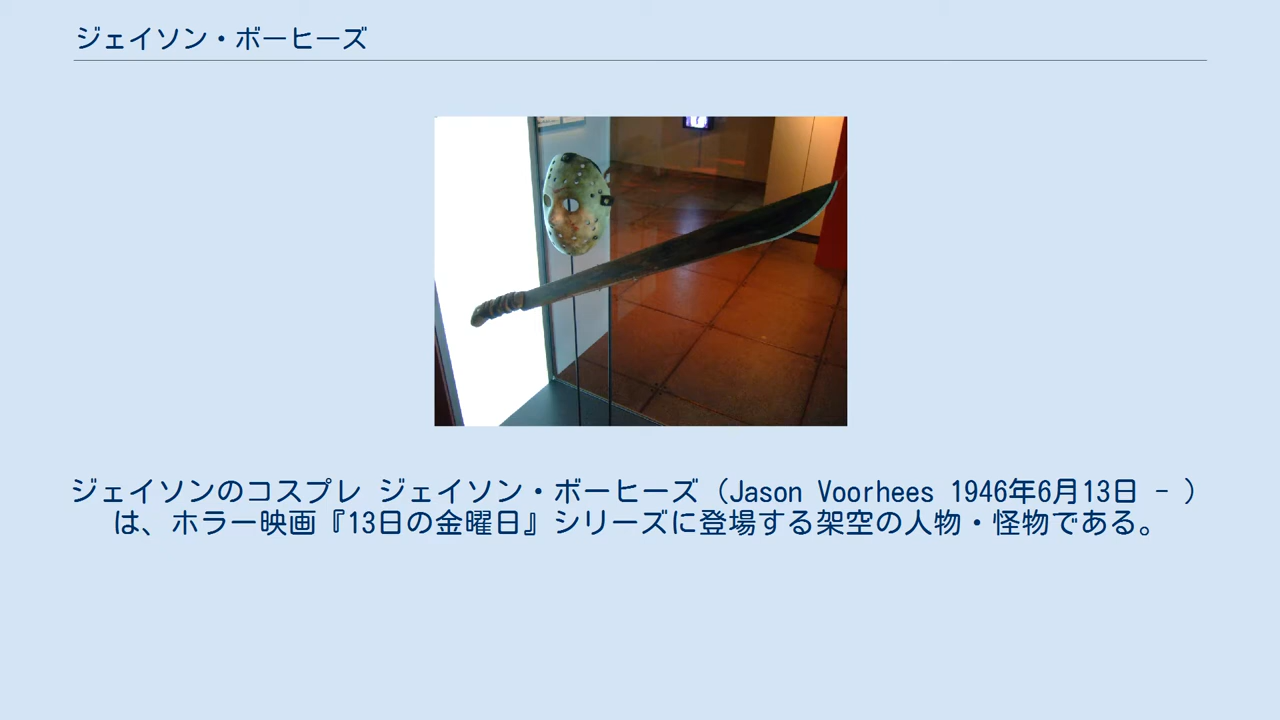 ジェイソン・ボーヒーズ
ジェイソンのコスプレ ジェイソン・ボーヒーズ（Jason Voorhees 1946年6月13日 - ）
は、ホラー映画『13日の金曜日』シリーズに登場する架空の人物・怪物である。